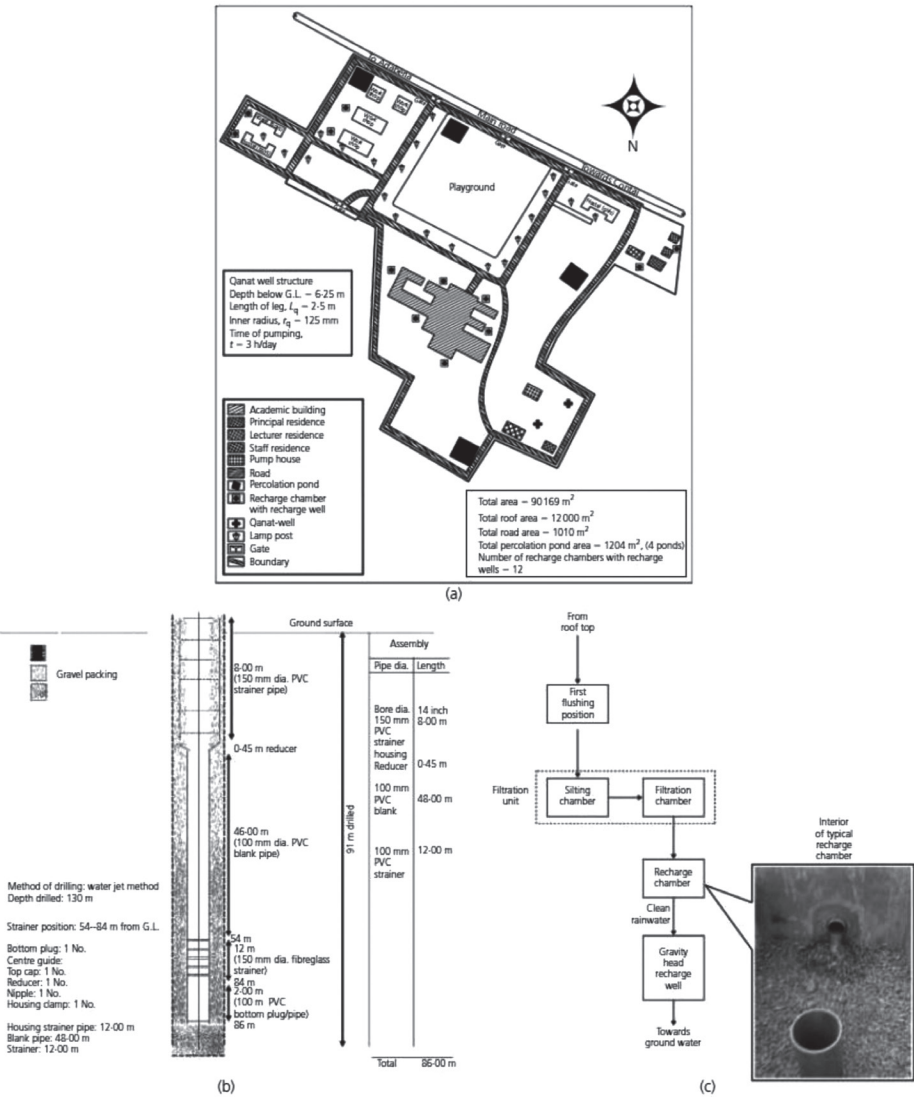 To Artaberia
Main Road
Towards Contai
N
Gate
Gate
Playground
Qanat well structure
Depth below G.L. – 6·25 m
Length of leg, Lq – 2·5 m
Inner radius, rq – 125 mm
Time of pumping,
t – 3 h/day
Academic building
Principal residence
Lecturer residence
Staff residence
Pump house
Road
Percolation pond
Recharge chamber
with recharge well
Qanat-well
Lamp post
Gate
Boundary
Total area – 90169 m²
Total roof area – 12000 m²
Total road area – 1010 m²
Total percolation pond area – 1204 m², (4 ponds)
Number of recharge chambers with recharge
wells – 12
(a)
Gravel packing
Method of drilling: water jet method
Depth drilled: 130 m
Strainer position: 54–84 m from G.L.
Bottom plug: 1 No.
Centre guide:
Top cap: 1 No.
Reducer: 1 No.
Nipple: 1 No.
Housing clamp: 1 No.
Housing strainer pipe: 12·00 m
Blank pipe: 48·00 m
Strainer: 12·00 m
Ground surface
8·00 m
(150 mm dia. PVC
strainer pipe)
0·45 m reducer
46·00 m
(100 mm dia. PVC
blank pipe)
54 m
12 m
(150 mm dia. fibreglass
strainer)
84 m
2·00 m
(100 m PVC
bottom plug/pipe)
86 m
91 m drilled
Assembly
Pipe dia. Length
Bore dia. 14 inch
150 mm 8·00 m
PVC
strainer
housing
Reducer 0·45 m
100 mm
PVC 48·00 m
blank
100 mm 12·00 m
PVC
strainer
Total 86·00 m
(b)
From
roof top
First
flushing
position
Filtration
unit
Silting
chamber
Filtration
chamber
Recharge
chamber
Clean
rainwater
Gravity
head
recharge
well
Towards
ground water
Interior
of typical
recharge
chamber
(c)